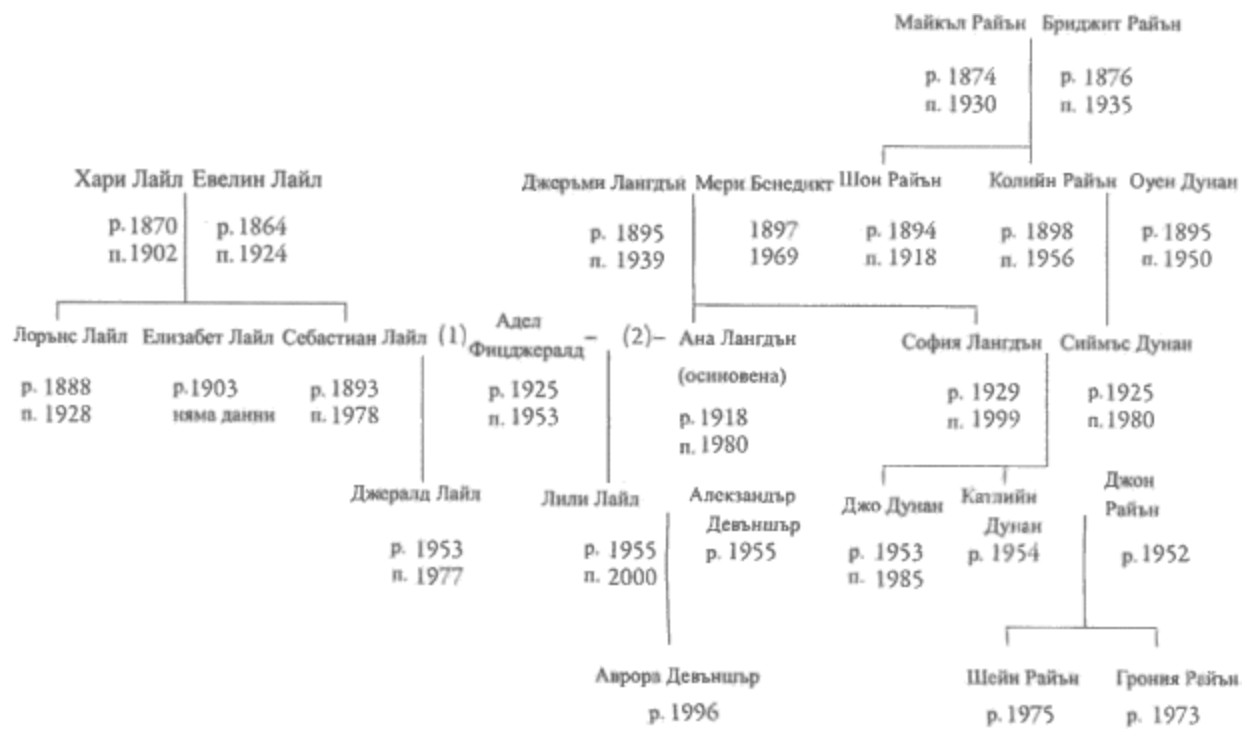 Майкъл Райън Бриджит Райън
р. 1874 р. 1876
п. 1930 п. 1935
Хари Лайл Евелин Лайл Джеръми Лангдън Мери Бенедикт Шон Райън Колийн Райън Оуен Дунан
р. 1870 р. 1864 р. 1895 1897 р. 1894 р. 1898 р. 1895
п. 1902 п. 1924 п. 1939 1969 п. 1918 п. 1956 п. 1950
Лорънс Лайл Елизабет Лайл Себастиан Лайл (1) Адел – (2)– Ана Лангдън София Лангдън Сиймъс Дунан
Фицджералд (осиновена)
р. 1888 р.1903 р. 1893 р. 1925 р. 1918 р. 1929 р.1925
п. 1928 няма данни п. 1978 п. 1953 п. 1980 п. 1999 п.1980
Джералд Лайл Лили Лайл Алекзандър Джо Дунан Катлийн Джон
Девъншър Дунан Райън
р. 1953 р. 1955 р. 1955 р. 1953 р. 1954 р. 1952
п. 1977 п. 2000 п. 1985
Аврора Девъншър Шейн Райън Грония Райън
р. 1996 р. 1975 р. 1973